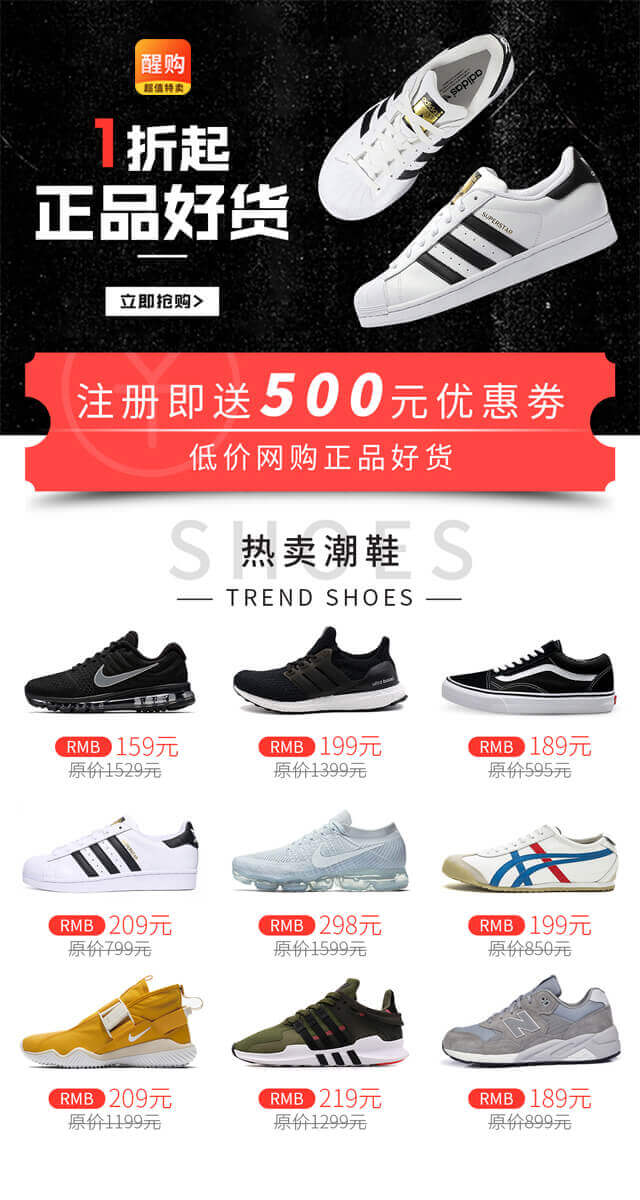 醒购
超值特卖
1折起
正品好货
立即抢购>
adidas
SUPERSTAR
注册即送500元优惠券
低价网购正品好货
SHOES
热卖潮鞋
TREND SHOES
RMB 159元
原价1529元
RMB 199元
原价1399元
RMB 189元
原价595元
RMB 209元
原价799元
RMB 298元
原价1599元
RMB 199元
原价850元
RMB 209元
原价1199元
RMB 219元
原价1299元
RMB 189元
原价899元